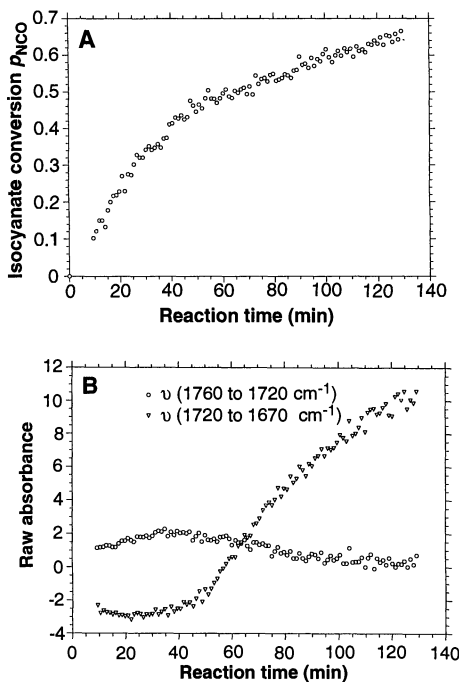 A
Isocyanate conversion pNCO
0.7
0.6
0.5
0.4
0.3
0.2
0.1
0
0 20 40 60 80 100 120 140
Reaction time (min)
B
υ (1760 to 1720 cm⁻¹)
υ (1720 to 1670 cm⁻¹)
Raw absorbance
12
10
8
6
4
2
0
-2
-4
0 20 40 60 80 100 120 140
Reaction time (min)